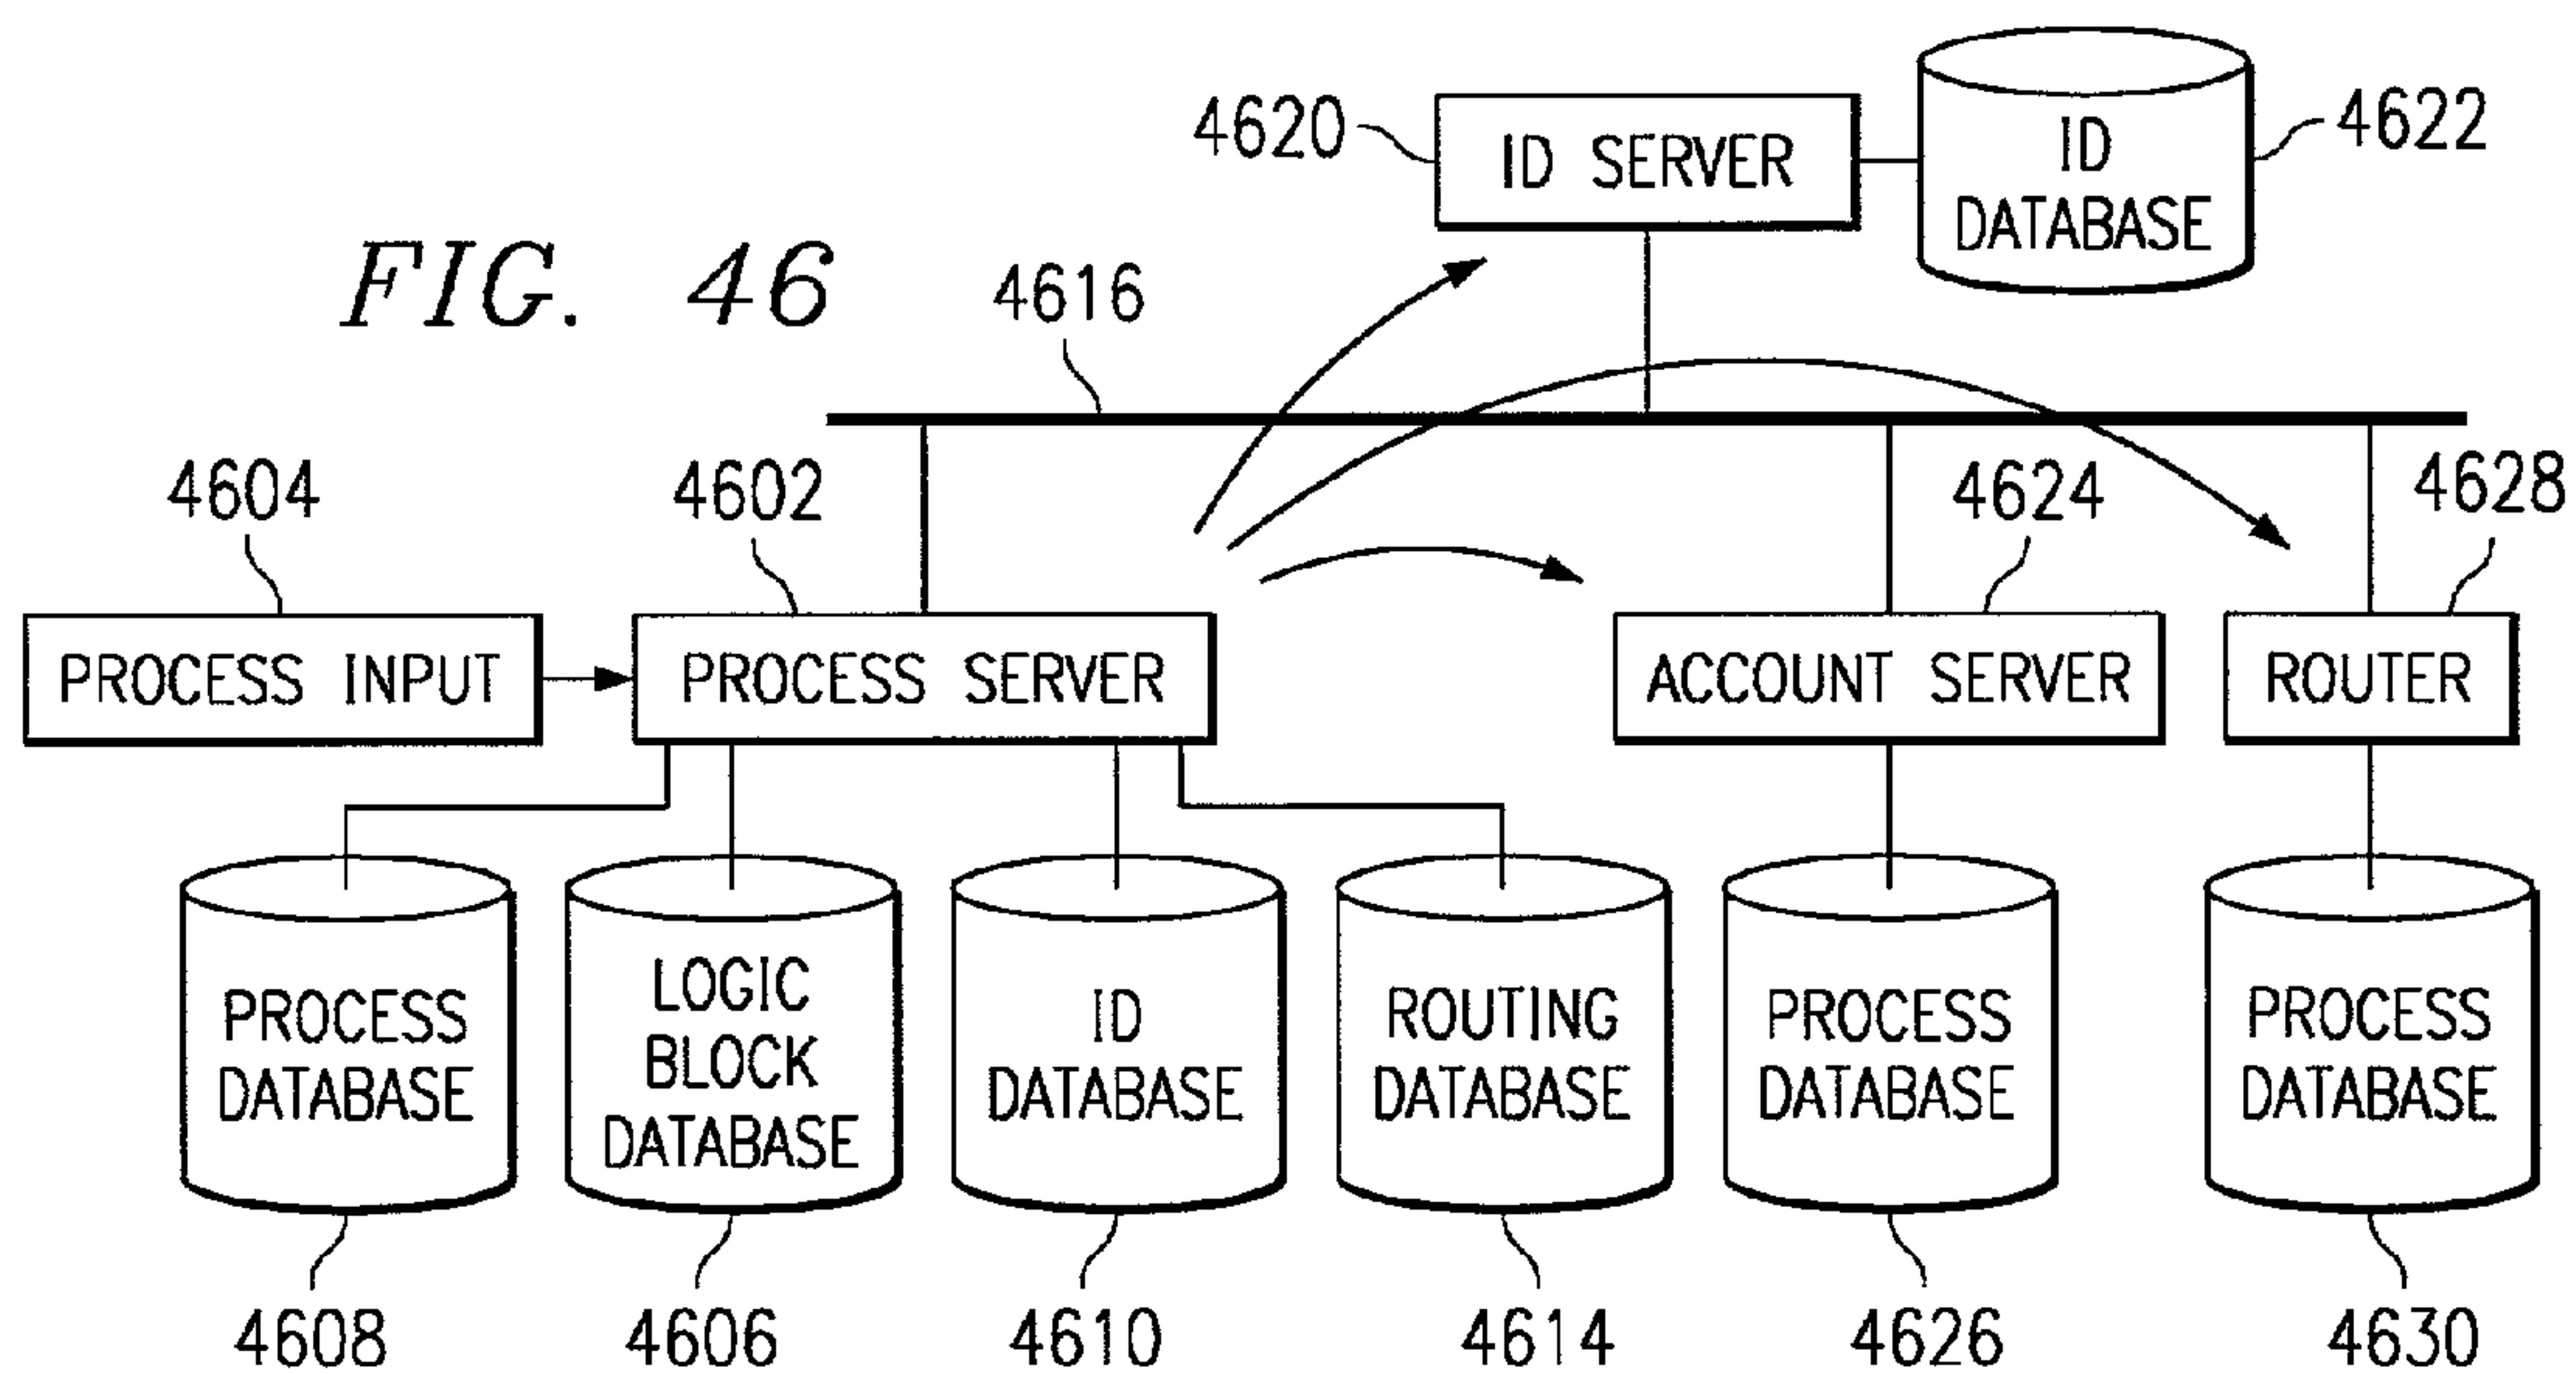 FIG. 46
4620
ID SERVER
ID
DATABASE
4622
4616
4604
4602
4624
4628
PROCESS INPUT
PROCESS SERVER
ACCOUNT SERVER
ROUTER
PROCESS
DATABASE
LOGIC
BLOCK
DATABASE
ID
DATABASE
ROUTING
DATABASE
PROCESS
DATABASE
PROCESS
DATABASE
4608
4606
4610
4614
4626
4630